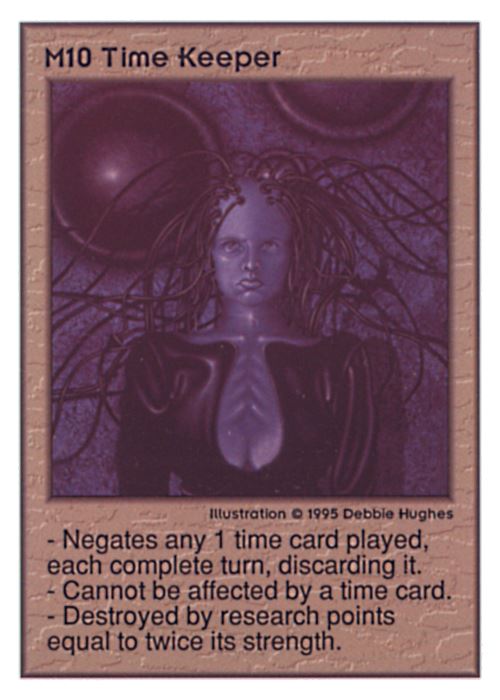 M10 Time Keeper
Illustration © 1995 Debbie Hughes
- Negates any 1 time card played,
each complete turn, discarding it.
- Cannot be affected by a time card.
- Destroyed by research points
equal to twice its strength.